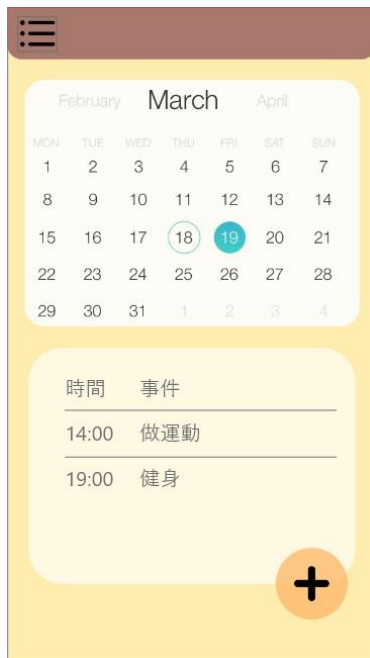 February March April
MON TUE WED THU FRI SAT SUN
1 2 3 4 5 6 7
8 9 10 11 12 13 14
15 16 17 18 19 20 21
22 23 24 25 26 27 28
29 30 31 1 2 3 4
時間 事件
14:00 做運動
19:00 健身